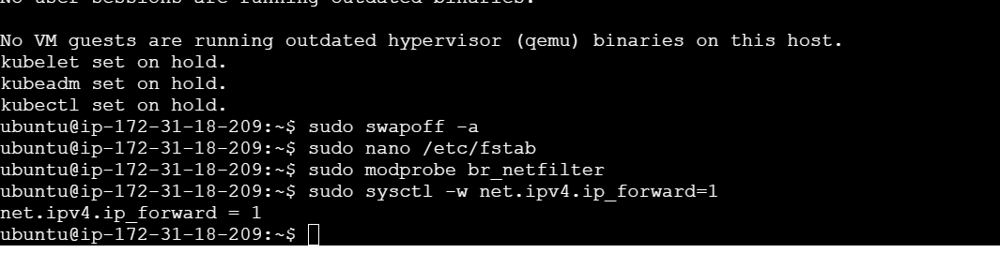 No user sessions are running outdated binaries.
No VM guests are running outdated hypervisor (qemu) binaries on this host.
kubelet set on hold.
kubeadm set on hold.
kubectl set on hold.
ubuntu@ip-172-31-18-209:~$ sudo swapoff -a
ubuntu@ip-172-31-18-209:~$ sudo nano /etc/fstab
ubuntu@ip-172-31-18-209:~$ sudo modprobe br_netfilter
ubuntu@ip-172-31-18-209:~$ sudo sysctl -w net.ipv4.ip_forward=1
net.ipv4.ip_forward = 1
ubuntu@ip-172-31-18-209:~$